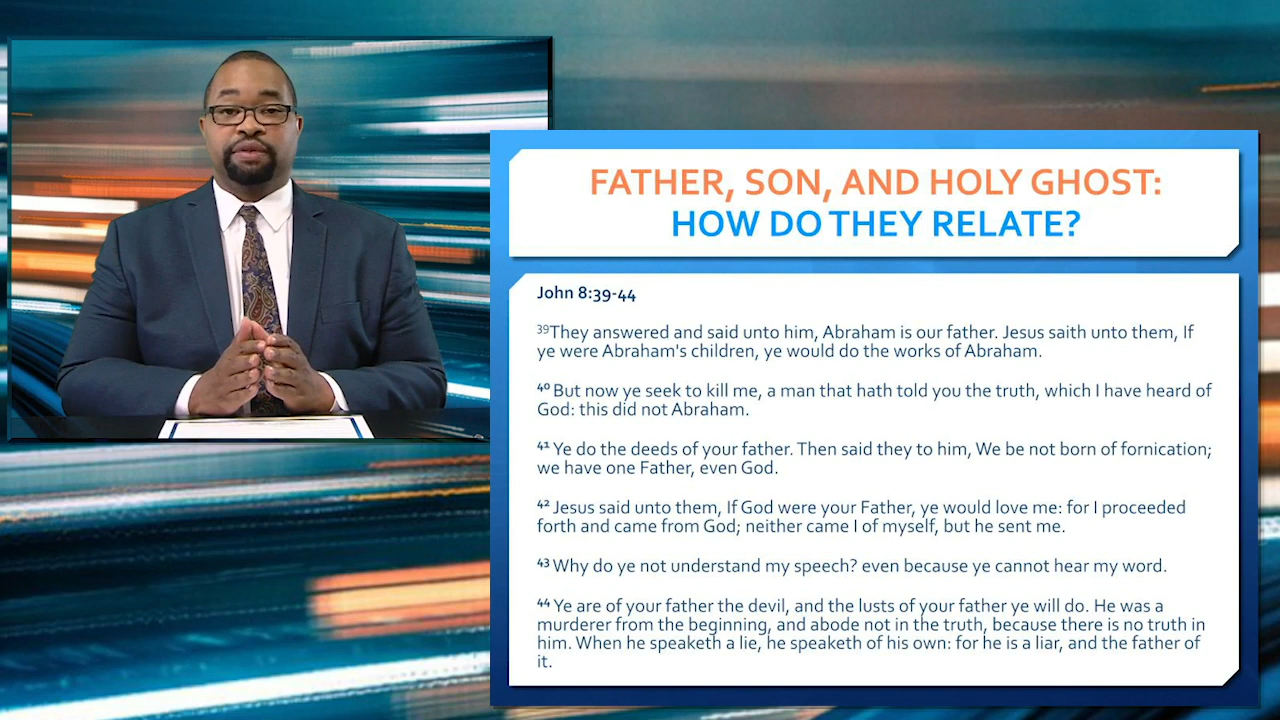 FATHER, SON, AND HOLY GHOST:
HOW DO THEY RELATE?
John 8:39-44
39They answered and said unto him, Abraham is our father. Jesus saith unto them, If
ye were Abraham's children, ye would do the works of Abraham.
40 But now ye seek to kill me, a man that hath told you the truth, which I have heard of
God: this did not Abraham.
41 Ye do the deeds of your father. Then said they to him, We be not born of fornication;
we have one Father, even God.
42 Jesus said unto them, If God were your Father, ye would love me: for I proceeded
forth and came from God; neither came I of myself, but he sent me.
43 Why do ye not understand my speech? even because ye cannot hear my word.
44 Ye are of your father the devil, and the lusts of your father ye will do. He was a
murderer from the beginning, and abode not in the truth, because there is no truth in
him. When he speaketh a lie, he speaketh of his own: for he is a liar, and the father of
it.